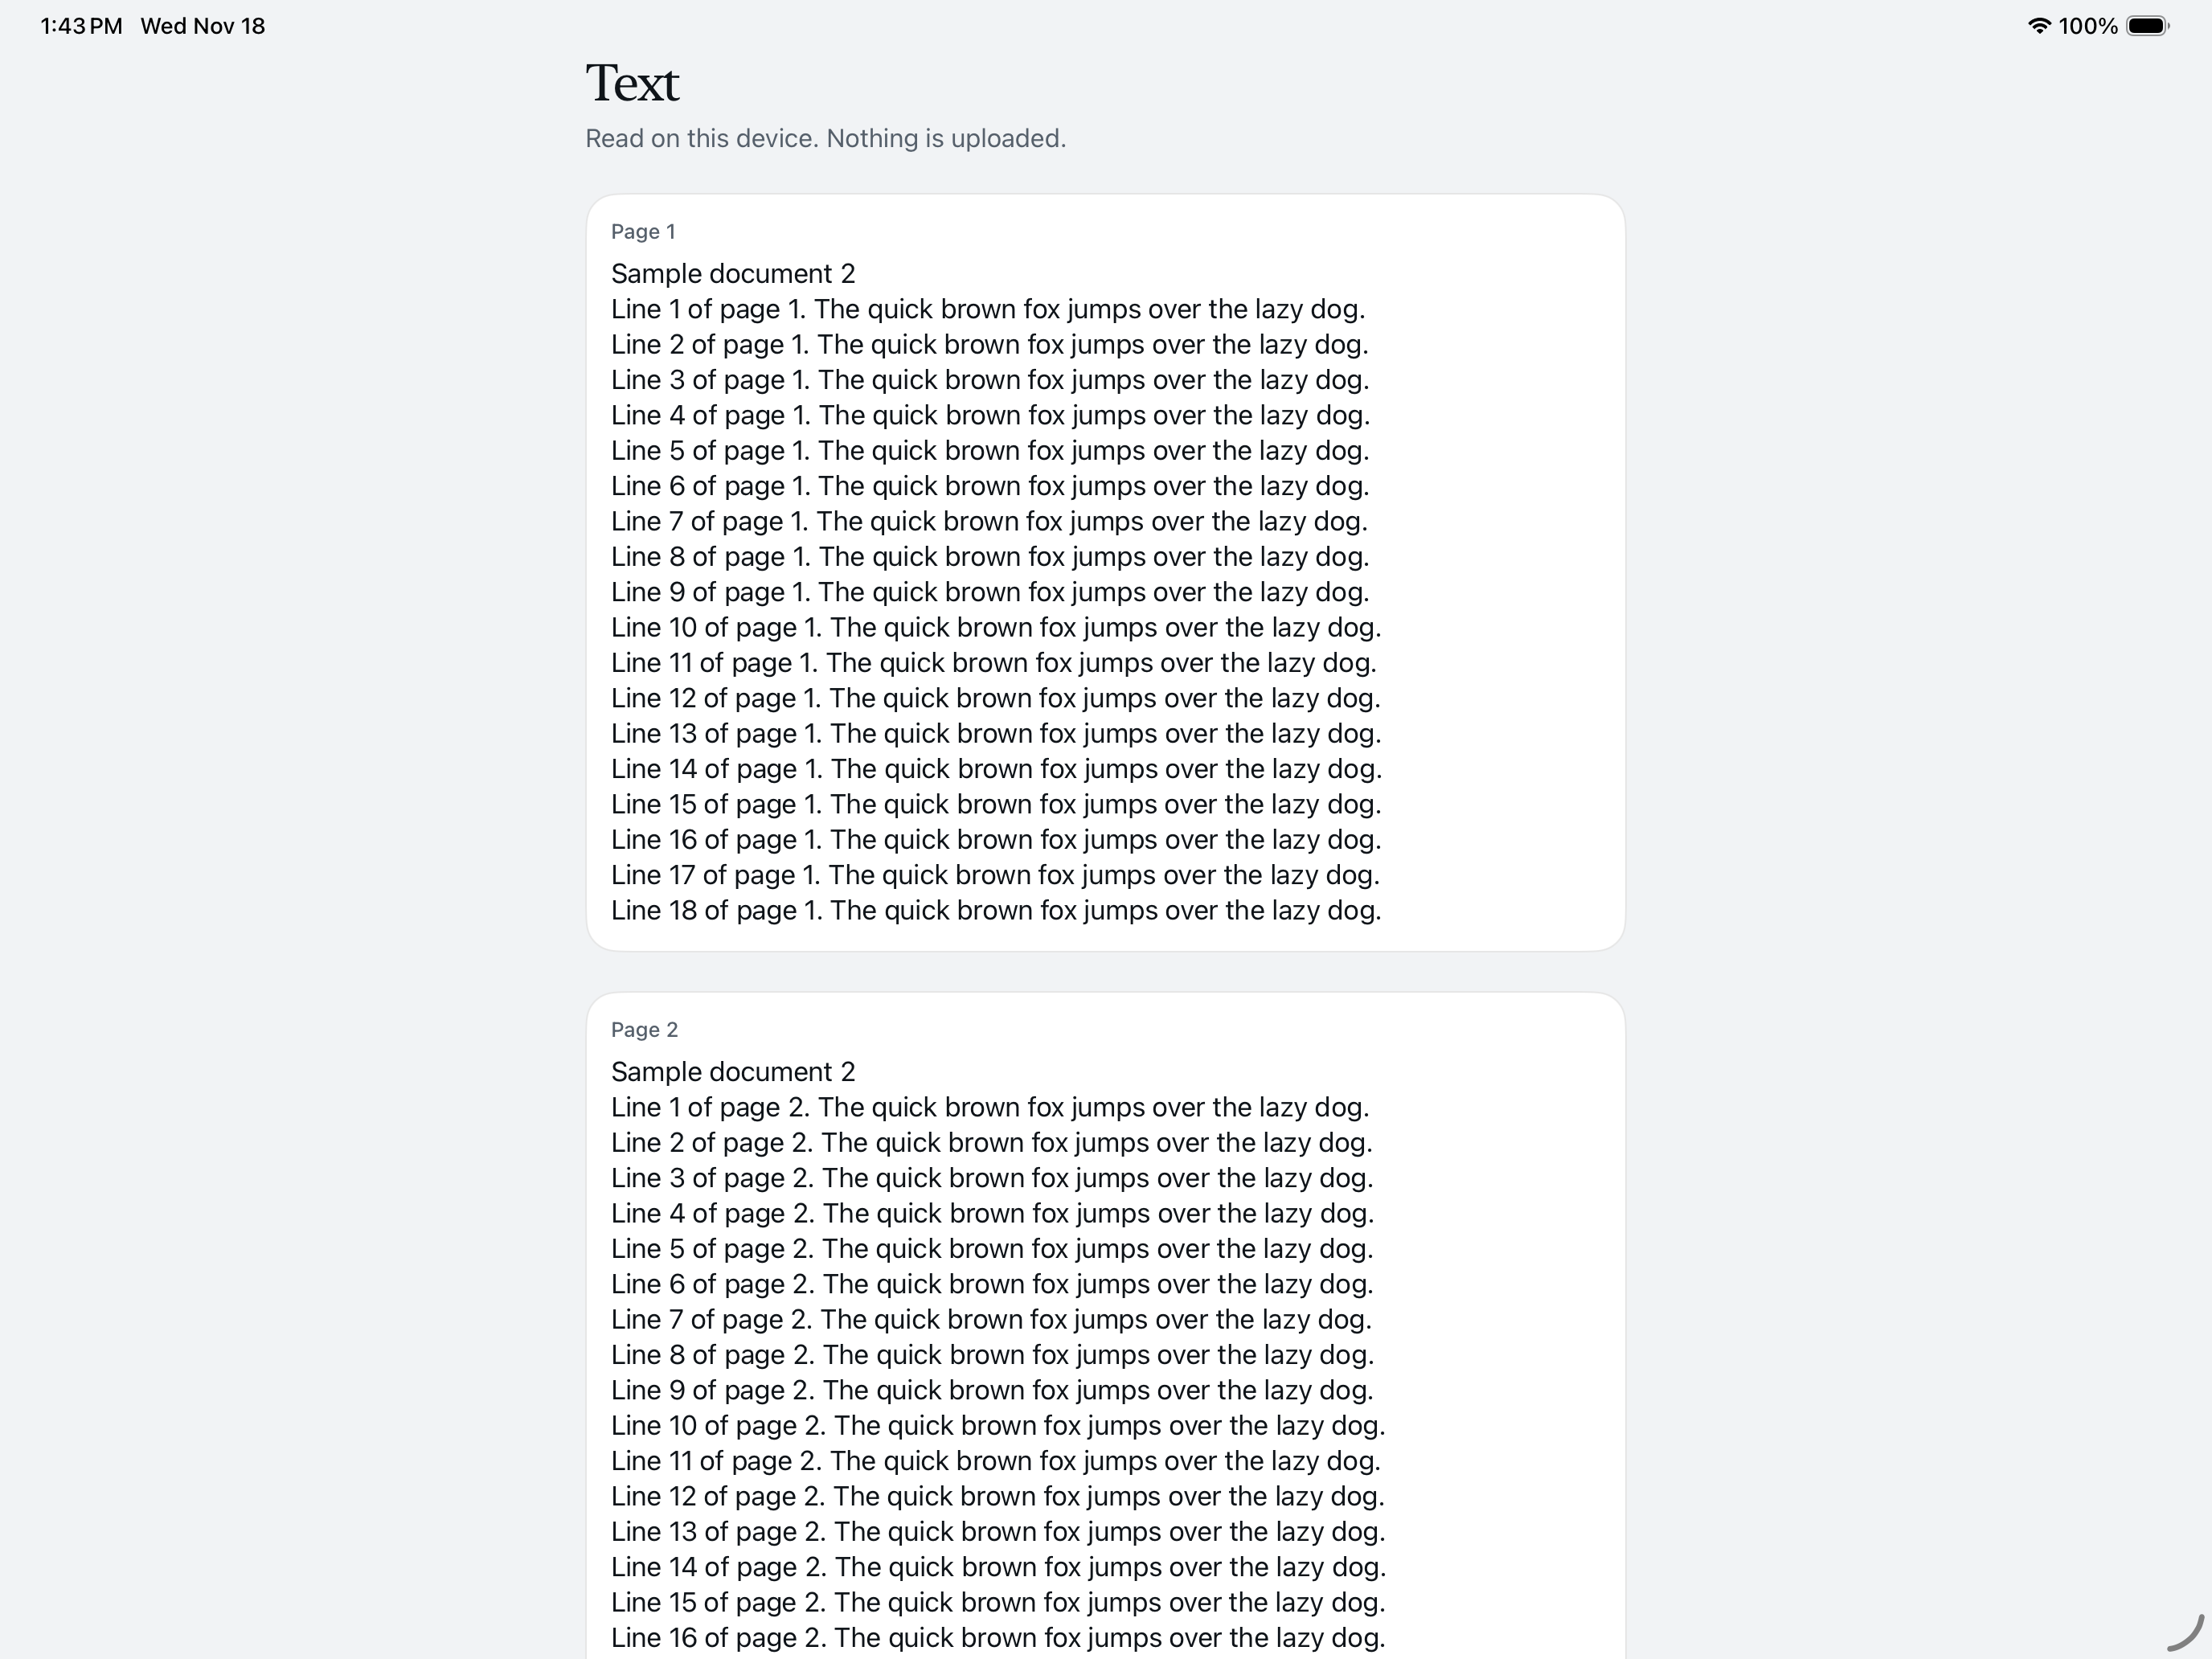 1:43 PM Wed Nov 18 100%
Text
Read on this device. Nothing is uploaded.
Page 1
Sample document 2
Line 1 of page 1. The quick brown fox jumps over the lazy dog.
Line 2 of page 1. The quick brown fox jumps over the lazy dog.
Line 3 of page 1. The quick brown fox jumps over the lazy dog.
Line 4 of page 1. The quick brown fox jumps over the lazy dog.
Line 5 of page 1. The quick brown fox jumps over the lazy dog.
Line 6 of page 1. The quick brown fox jumps over the lazy dog.
Line 7 of page 1. The quick brown fox jumps over the lazy dog.
Line 8 of page 1. The quick brown fox jumps over the lazy dog.
Line 9 of page 1. The quick brown fox jumps over the lazy dog.
Line 10 of page 1. The quick brown fox jumps over the lazy dog.
Line 11 of page 1. The quick brown fox jumps over the lazy dog.
Line 12 of page 1. The quick brown fox jumps over the lazy dog.
Line 13 of page 1. The quick brown fox jumps over the lazy dog.
Line 14 of page 1. The quick brown fox jumps over the lazy dog.
Line 15 of page 1. The quick brown fox jumps over the lazy dog.
Line 16 of page 1. The quick brown fox jumps over the lazy dog.
Line 17 of page 1. The quick brown fox jumps over the lazy dog.
Line 18 of page 1. The quick brown fox jumps over the lazy dog.
Page 2
Sample document 2
Line 1 of page 2. The quick brown fox jumps over the lazy dog.
Line 2 of page 2. The quick brown fox jumps over the lazy dog.
Line 3 of page 2. The quick brown fox jumps over the lazy dog.
Line 4 of page 2. The quick brown fox jumps over the lazy dog.
Line 5 of page 2. The quick brown fox jumps over the lazy dog.
Line 6 of page 2. The quick brown fox jumps over the lazy dog.
Line 7 of page 2. The quick brown fox jumps over the lazy dog.
Line 8 of page 2. The quick brown fox jumps over the lazy dog.
Line 9 of page 2. The quick brown fox jumps over the lazy dog.
Line 10 of page 2. The quick brown fox jumps over the lazy dog.
Line 11 of page 2. The quick brown fox jumps over the lazy dog.
Line 12 of page 2. The quick brown fox jumps over the lazy dog.
Line 13 of page 2. The quick brown fox jumps over the lazy dog.
Line 14 of page 2. The quick brown fox jumps over the lazy dog.
Line 15 of page 2. The quick brown fox jumps over the lazy dog.
Line 16 of page 2. The quick brown fox jumps over the lazy dog.